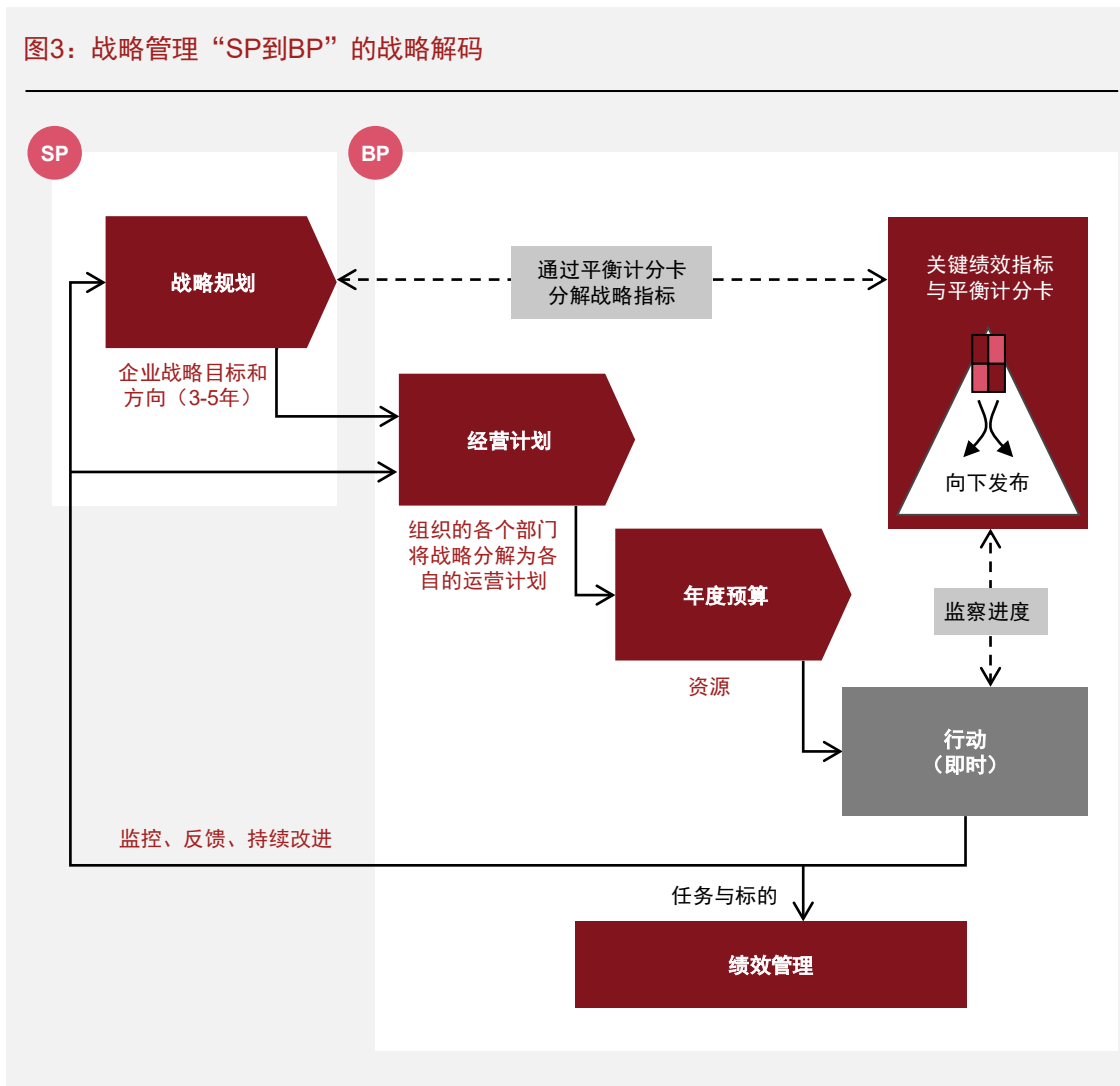 图3：战略管理“SP到BP”的战略解码
SP
BP
战略规划
通过平衡计分卡
分解战略指标
关键绩效指标
与平衡计分卡
企业战略目标和
方向（3-5年）
经营计划
向下发布
组织的各个部门
将战略分解为各
自的运营计划
年度预算
监察进度
资源
行动
（即时）
监控、反馈、持续改进
任务与标的
绩效管理